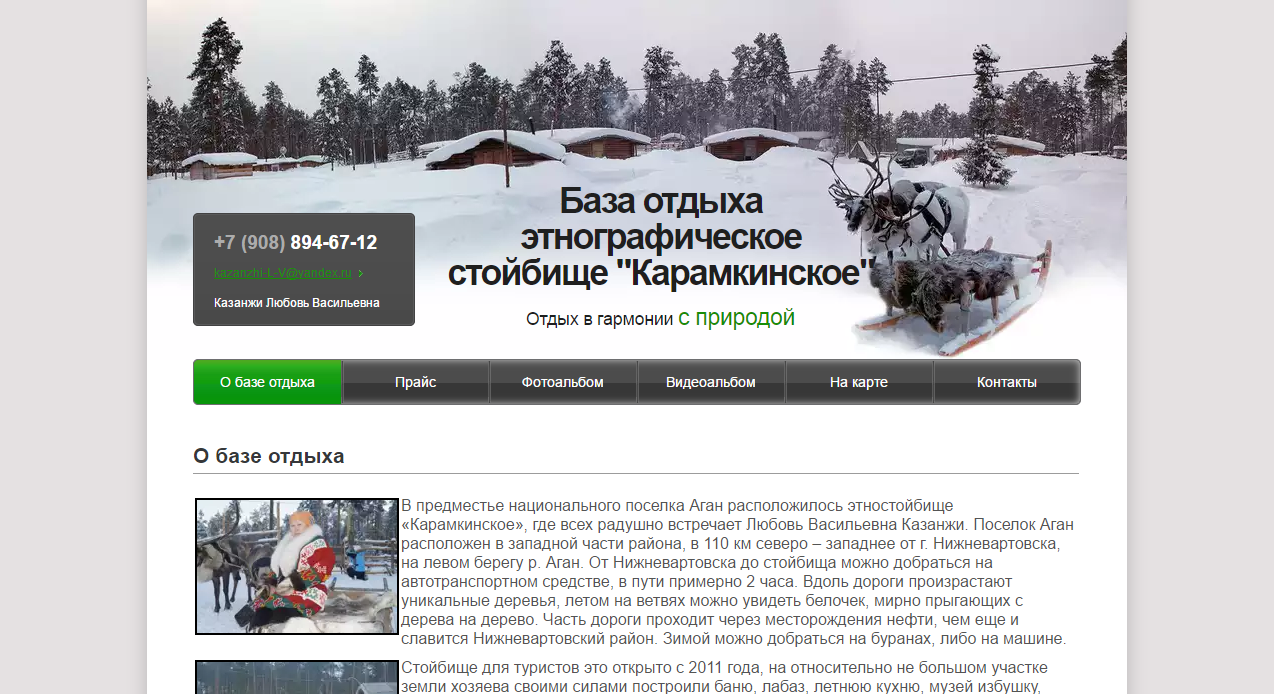 База отдыха
этнографическое
стойбище "Карамкинское"
Отдых в гармонии с природой
+7 (908) 894-67-12
kazanzhi-L-V@yandex.ru
Казанжи Любовь Васильевна
О базе отдыха
Прайс
Фотоальбом
Видеоальбом
На карте
Контакты
О базе отдыха
В предместье национального поселка Аган расположилось этностойбище
«Карамкинское», где всех радушно встречает Любовь Васильевна Казанжи. Поселок Аган
расположен в западной части района, в 110 км северо – западнее от г. Нижневартовска,
на левом берегу р. Аган. От Нижневартовска до стойбища можно добраться на
автотранспортном средстве, в пути примерно 2 часа. Вдоль дороги произрастают
уникальные деревья, летом на ветвях можно увидеть белочек, мирно прыгающих с
дерева на дерево. Часть дороги проходит через месторождения нефти, чем еще и
славится Нижневартовский район. Зимой можно добраться на буранах, либо на машине.
Стойбище для туристов это открыто с 2011 года, на относительно не большом участке
земли хозяева своими силами построили баню, лабаз, летнюю кухню, музей избушку,